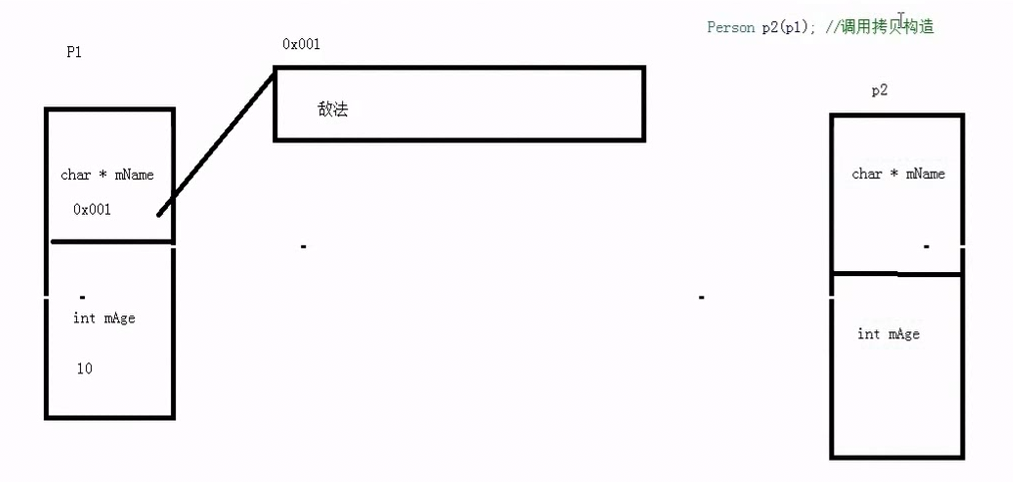 Person p2(p1); //调用拷贝构造
P1
0x001
敌法
p2
char * mName
0x001
char * mName
int mAge
10
int mAge